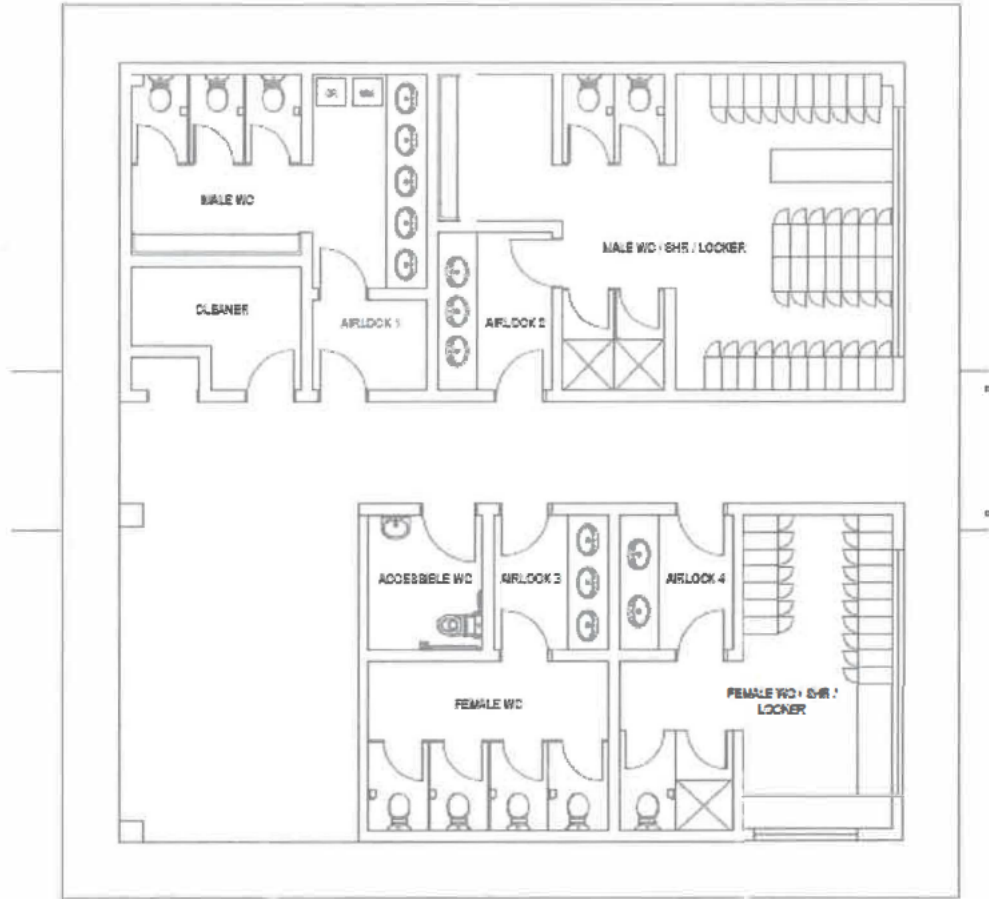 MALE WC
CLEANER
AIRLOCK 1
AIRLOCK 2
MALE WC / SHR / LOCKER
ACCESSIBLE WC
AIRLOCK 3
AIRLOCK 4
FEMALE WC
FEMALE WC / SHR /
LOCKER